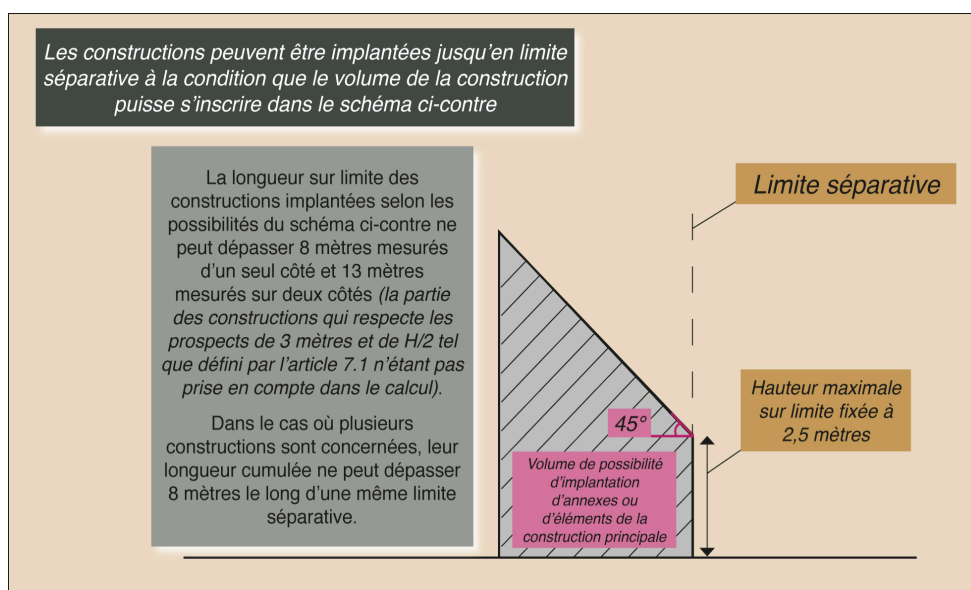 Les constructions peuvent être implantées jusqu'en limite
séparative à la condition que le volume de la construction
puisse s'inscrire dans le schéma ci-contre
La longueur sur limite des
constructions implantées selon les
possibilités du schéma ci-contre ne
peut dépasser 8 mètres mesurés
d'un seul côté et 13 mètres
mesurés sur deux côtés (la partie
des constructions qui respecte les
prospects de 3 mètres et de H/2 tel
que défini par l'article 7.1 n'étant pas
prise en compte dans le calcul).
Dans le cas où plusieurs
constructions sont concernées, leur
longueur cumulée ne peut dépasser
8 mètres le long d'une même limite
séparative.
Limite séparative
45°
Volume de possibilité
d'implantation
d'annexes ou
d'éléments de la
construction principale
Hauteur maximale
sur limite fixée à
2,5 mètres